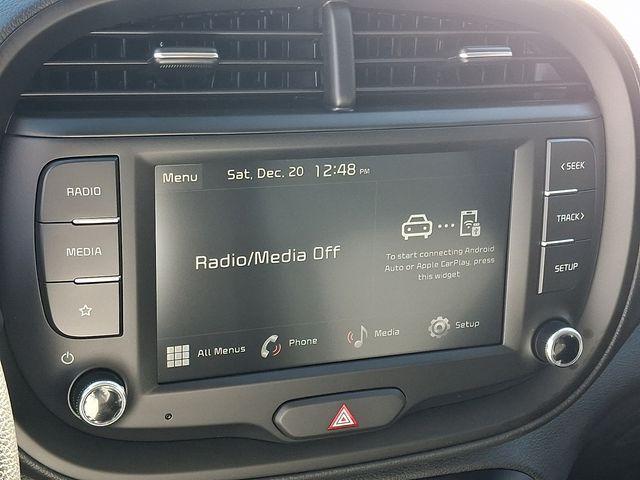 Menu
Sat, Dec. 20 12:48 PM
RADIO
MEDIA
Radio/Media Off
To start connecting Android
Auto or Apple CarPlay, press
this widget
All Menus
Phone
Media
Setup
<SEEK
TRACK>
SETUP